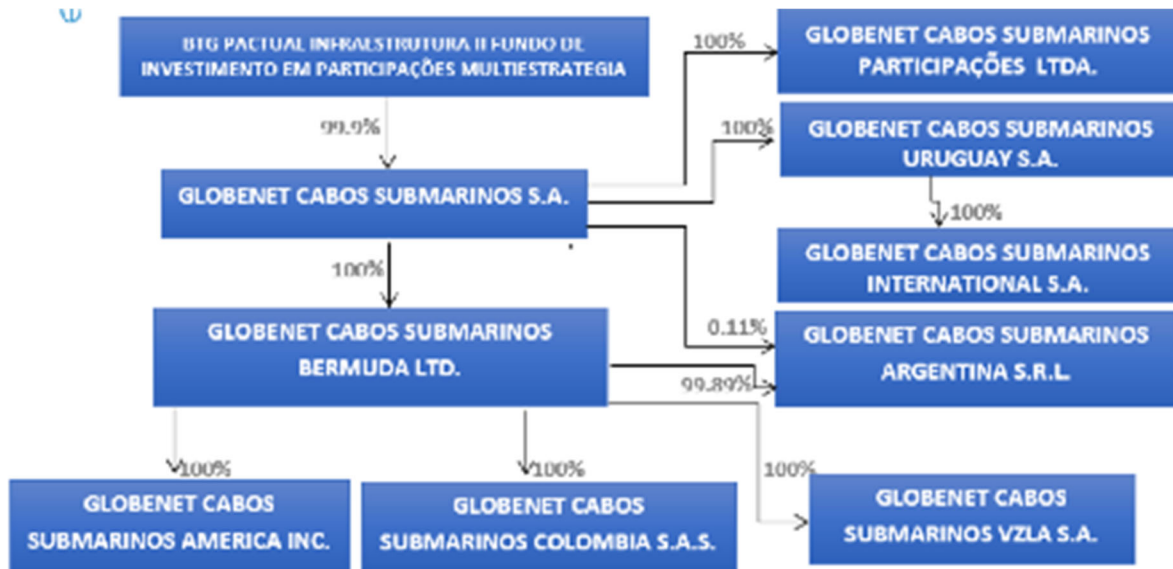 BTG PACTUAL INFRAESTRUTURA II FUNDO DE
INVESTIMENTO EM PARTICIPAÇÕES MULTIESTRATEGIA
100%
GLOBENET CABOS SUBMARINOS
PARTICIPAÇÕES LTDA.
99.9%
100%
GLOBENET CABOS SUBMARINOS
URUGUAY S.A.
GLOBENET CABOS SUBMARINOS S.A.
100%
100%
GLOBENET CABOS SUBMARINOS
INTERNATIONAL S.A.
GLOBENET CABOS SUBMARINOS
BERMUDA LTD.
0.11%
GLOBENET CABOS SUBMARINOS
ARGENTINA S.R.L.
99.89%
100%
100%
100%
GLOBENET CABOS
SUBMARINOS AMERICA INC.
GLOBENET CABOS
SUBMARINOS COLOMBIA S.A.S.
GLOBENET CABOS
SUBMARINOS VZLA S.A.